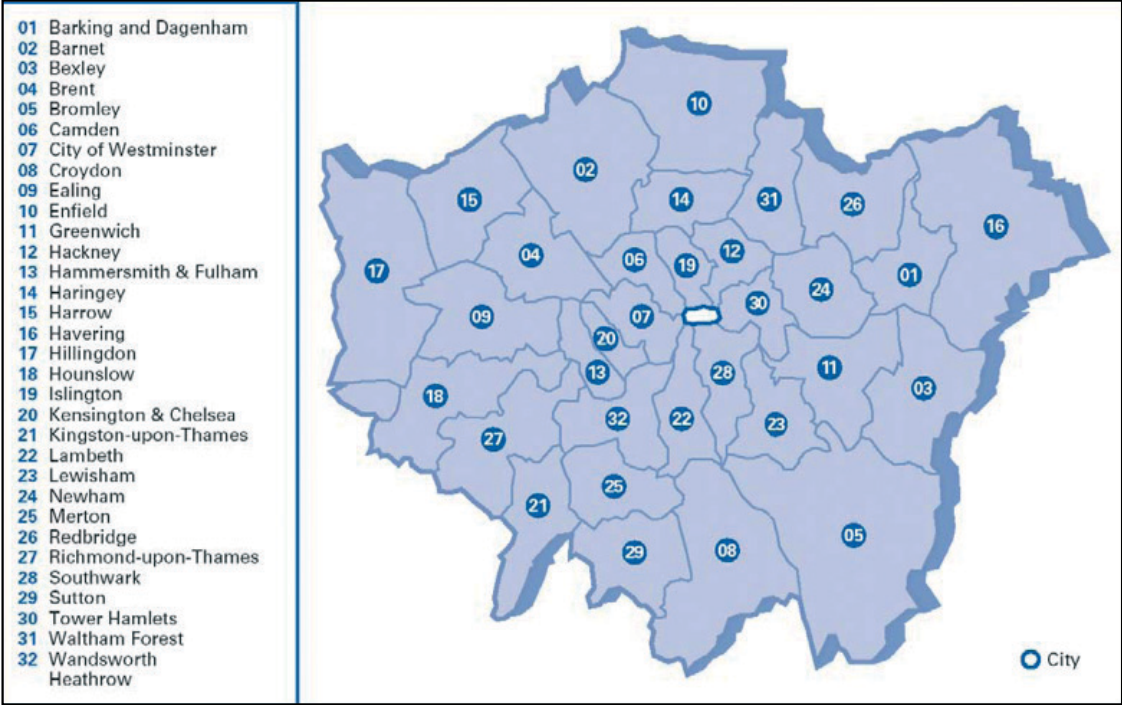 01 Barking and Dagenham
02 Barnet
03 Bexley
04 Brent
05 Bromley
06 Camden
07 City of Westminster
08 Croydon
09 Ealing
10 Enfield
11 Greenwich
12 Hackney
13 Hammersmith & Fulham
14 Haringey
15 Harrow
16 Havering
17 Hillingdon
18 Hounslow
19 Islington
20 Kensington & Chelsea
21 Kingston-upon-Thames
22 Lambeth
23 Lewisham
24 Newham
25 Merton
26 Redbridge
27 Richmond-upon-Thames
28 Southwark
29 Sutton
30 Tower Hamlets
31 Waltham Forest
32 Wandsworth
Heathrow
10
02
15
14
31
26
16
04
06
19
12
17
24
01
09
07
30
20
13
28
11
03
18
32
22
23
27
25
21
29
08
05
City